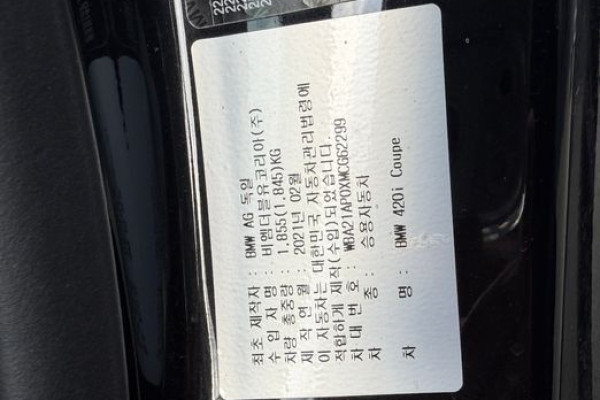 최초 제작자 : BMW AG 독일
수 입 자 명 : 비엠더블유코리아(주)
차량 총중량 : 1,855(1,845)KG
제 작 연 월 : 2021년 02월
이 자동차는 대한민국 자동차관리법령에
적합하게 제작(수입)되었습니다.
차 대 번 호 : WBA21AP0XMCG62299
차 종 : 승용자동차
차 명 : BMW 420i Coupe